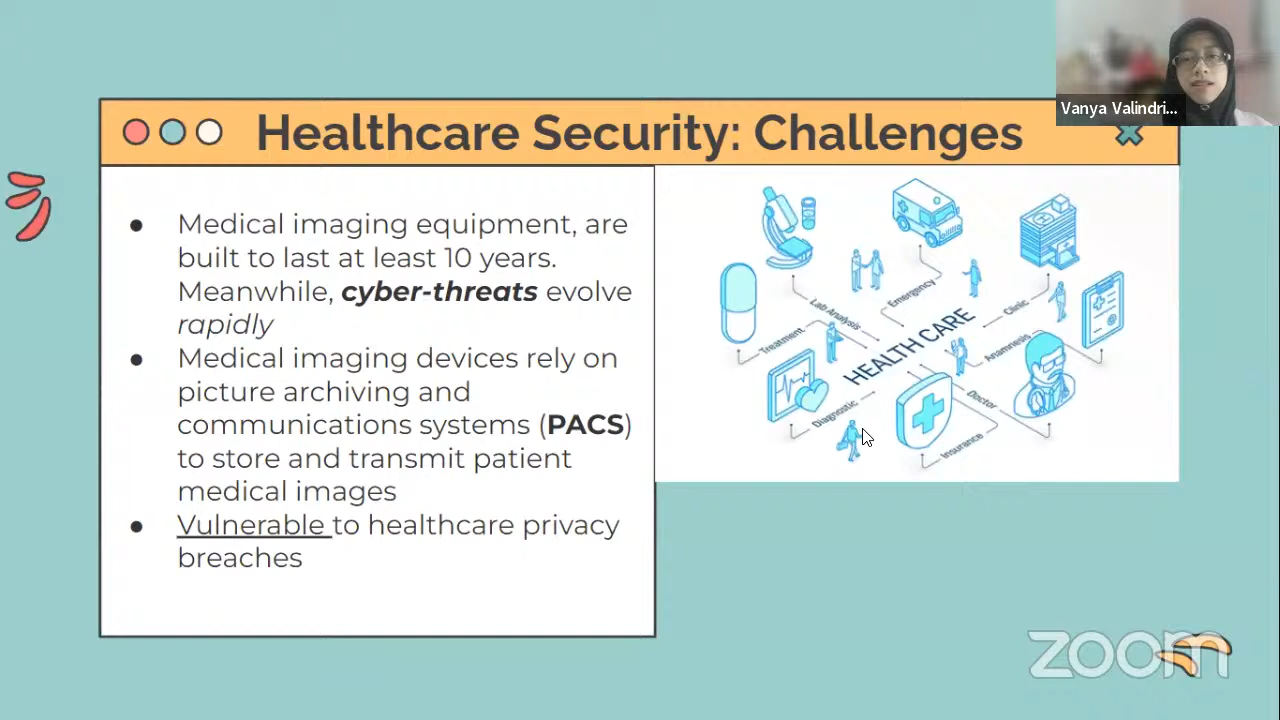 Vanya Valindri...
Healthcare Security: Challenges
● Medical imaging equipment, are
built to last at least 10 years.
Meanwhile, cyber-threats evolve
rapidly
● Medical imaging devices rely on
picture archiving and
communications systems (PACS)
to store and transmit patient
medical images
● Vulnerable to healthcare privacy
breaches
Lab Analysis
Emergency
Clinic
Treatment
HEALTH CARE
Anamnesis
Diagnostic
Doctor
Insurance
zoom